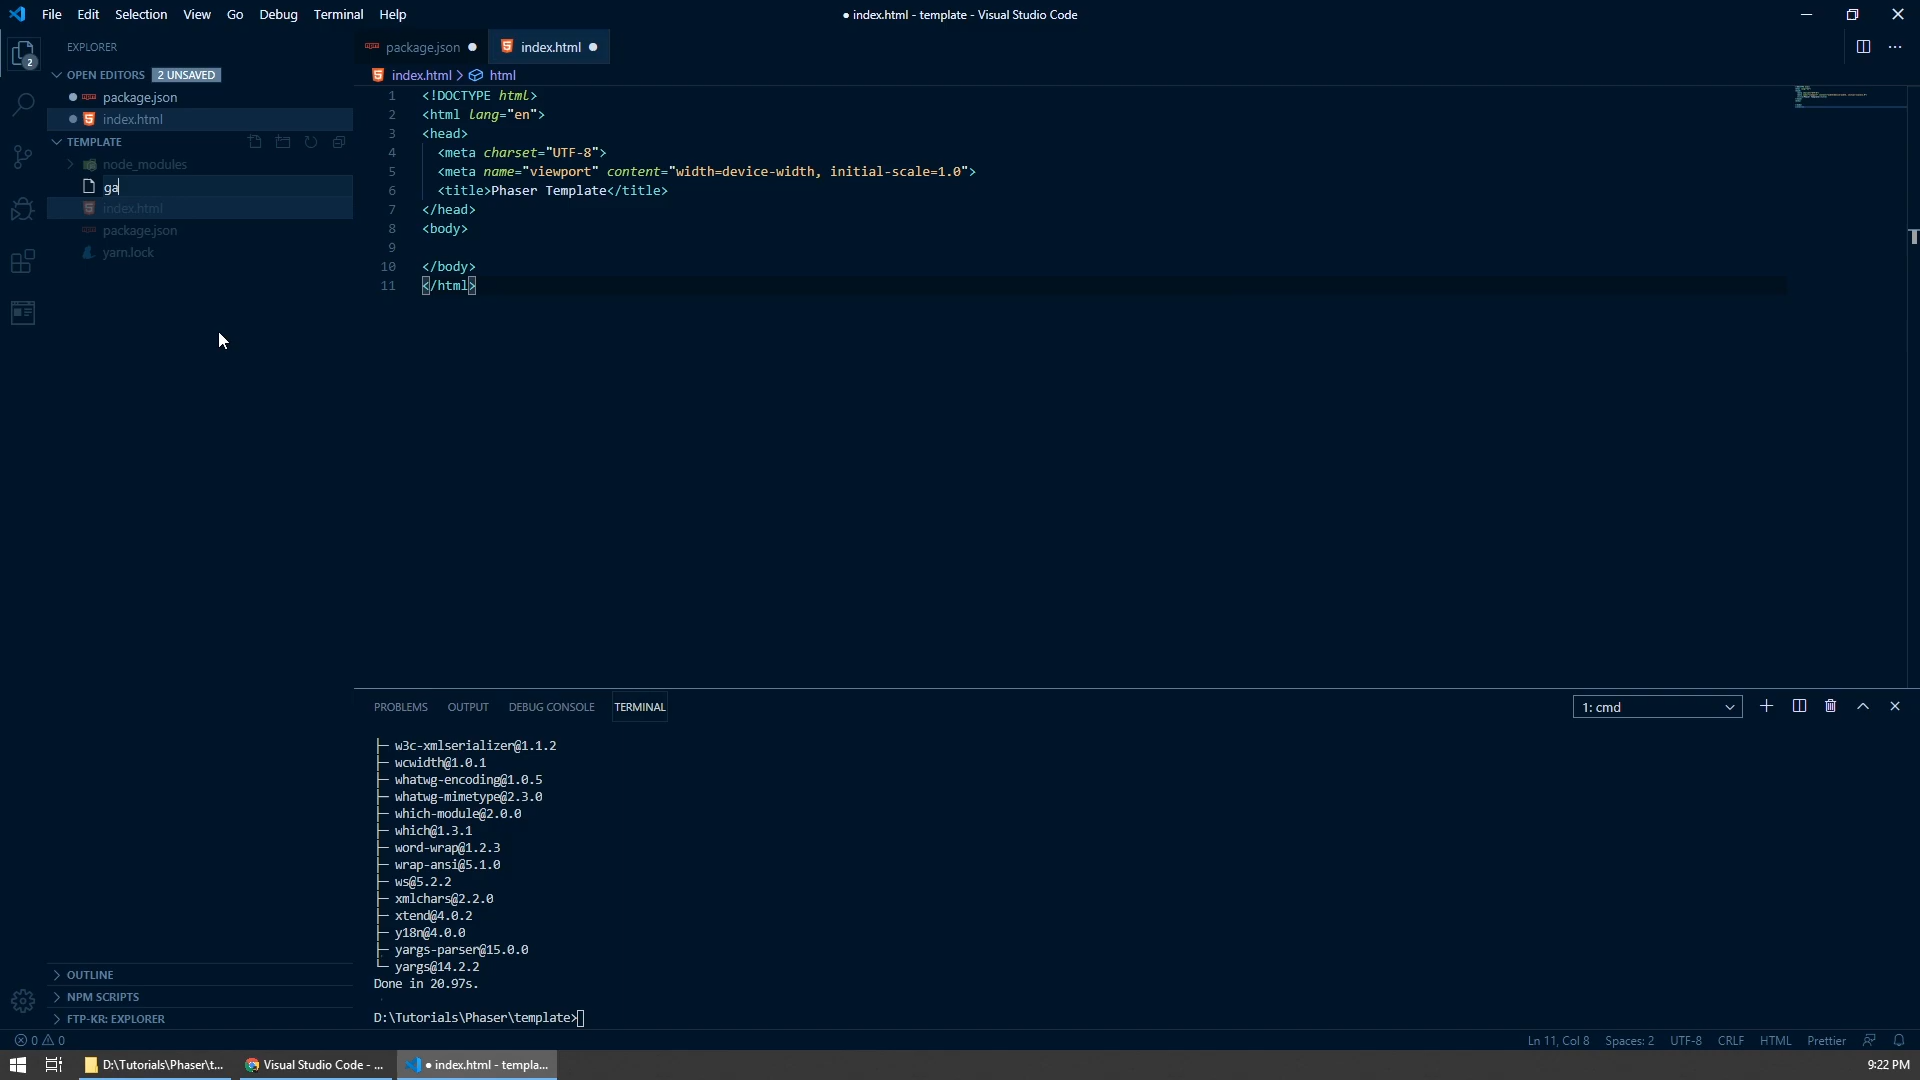 File Edit Selection View Go Debug Terminal Help
● index.html - template - Visual Studio Code
EXPLORER
2
OPEN EDITORS 2 UNSAVED
package.json
index.html
TEMPLATE
node_modules
ga
index.html
package.json
yarn.lock
OUTLINE
NPM SCRIPTS
FTP-KR: EXPLORER
package.json ●
index.html ●
index.html > html
1 <!DOCTYPE html>
2 <html lang="en">
3 <head>
4 <meta charset="UTF-8">
5 <meta name="viewport" content="width=device-width, initial-scale=1.0">
6 <title>Phaser Template</title>
7 </head>
8 <body>
9
10 </body>
11 </html>
PROBLEMS OUTPUT DEBUG CONSOLE TERMINAL
1: cmd
├─ w3c-xmlserializer@1.1.2
├─ wcwidth@1.0.1
├─ whatwg-encoding@1.0.5
├─ whatwg-mimetype@2.3.0
├─ which-module@2.0.0
├─ which@1.3.1
├─ word-wrap@1.2.3
├─ wrap-ansi@5.1.0
├─ ws@5.2.2
├─ xmlchars@2.2.0
├─ xtend@4.0.2
├─ y18n@4.0.0
├─ yargs-parser@15.0.0
└─ yargs@14.2.2
Done in 20.97s.
D:\Tutorials\Phaser\template>
0 0
Ln 11, Col 8 Spaces: 2 UTF-8 CRLF HTML Prettier
D:\Tutorials\Phaser\t...
Visual Studio Code - ...
● index.html - templa...
9:22 PM